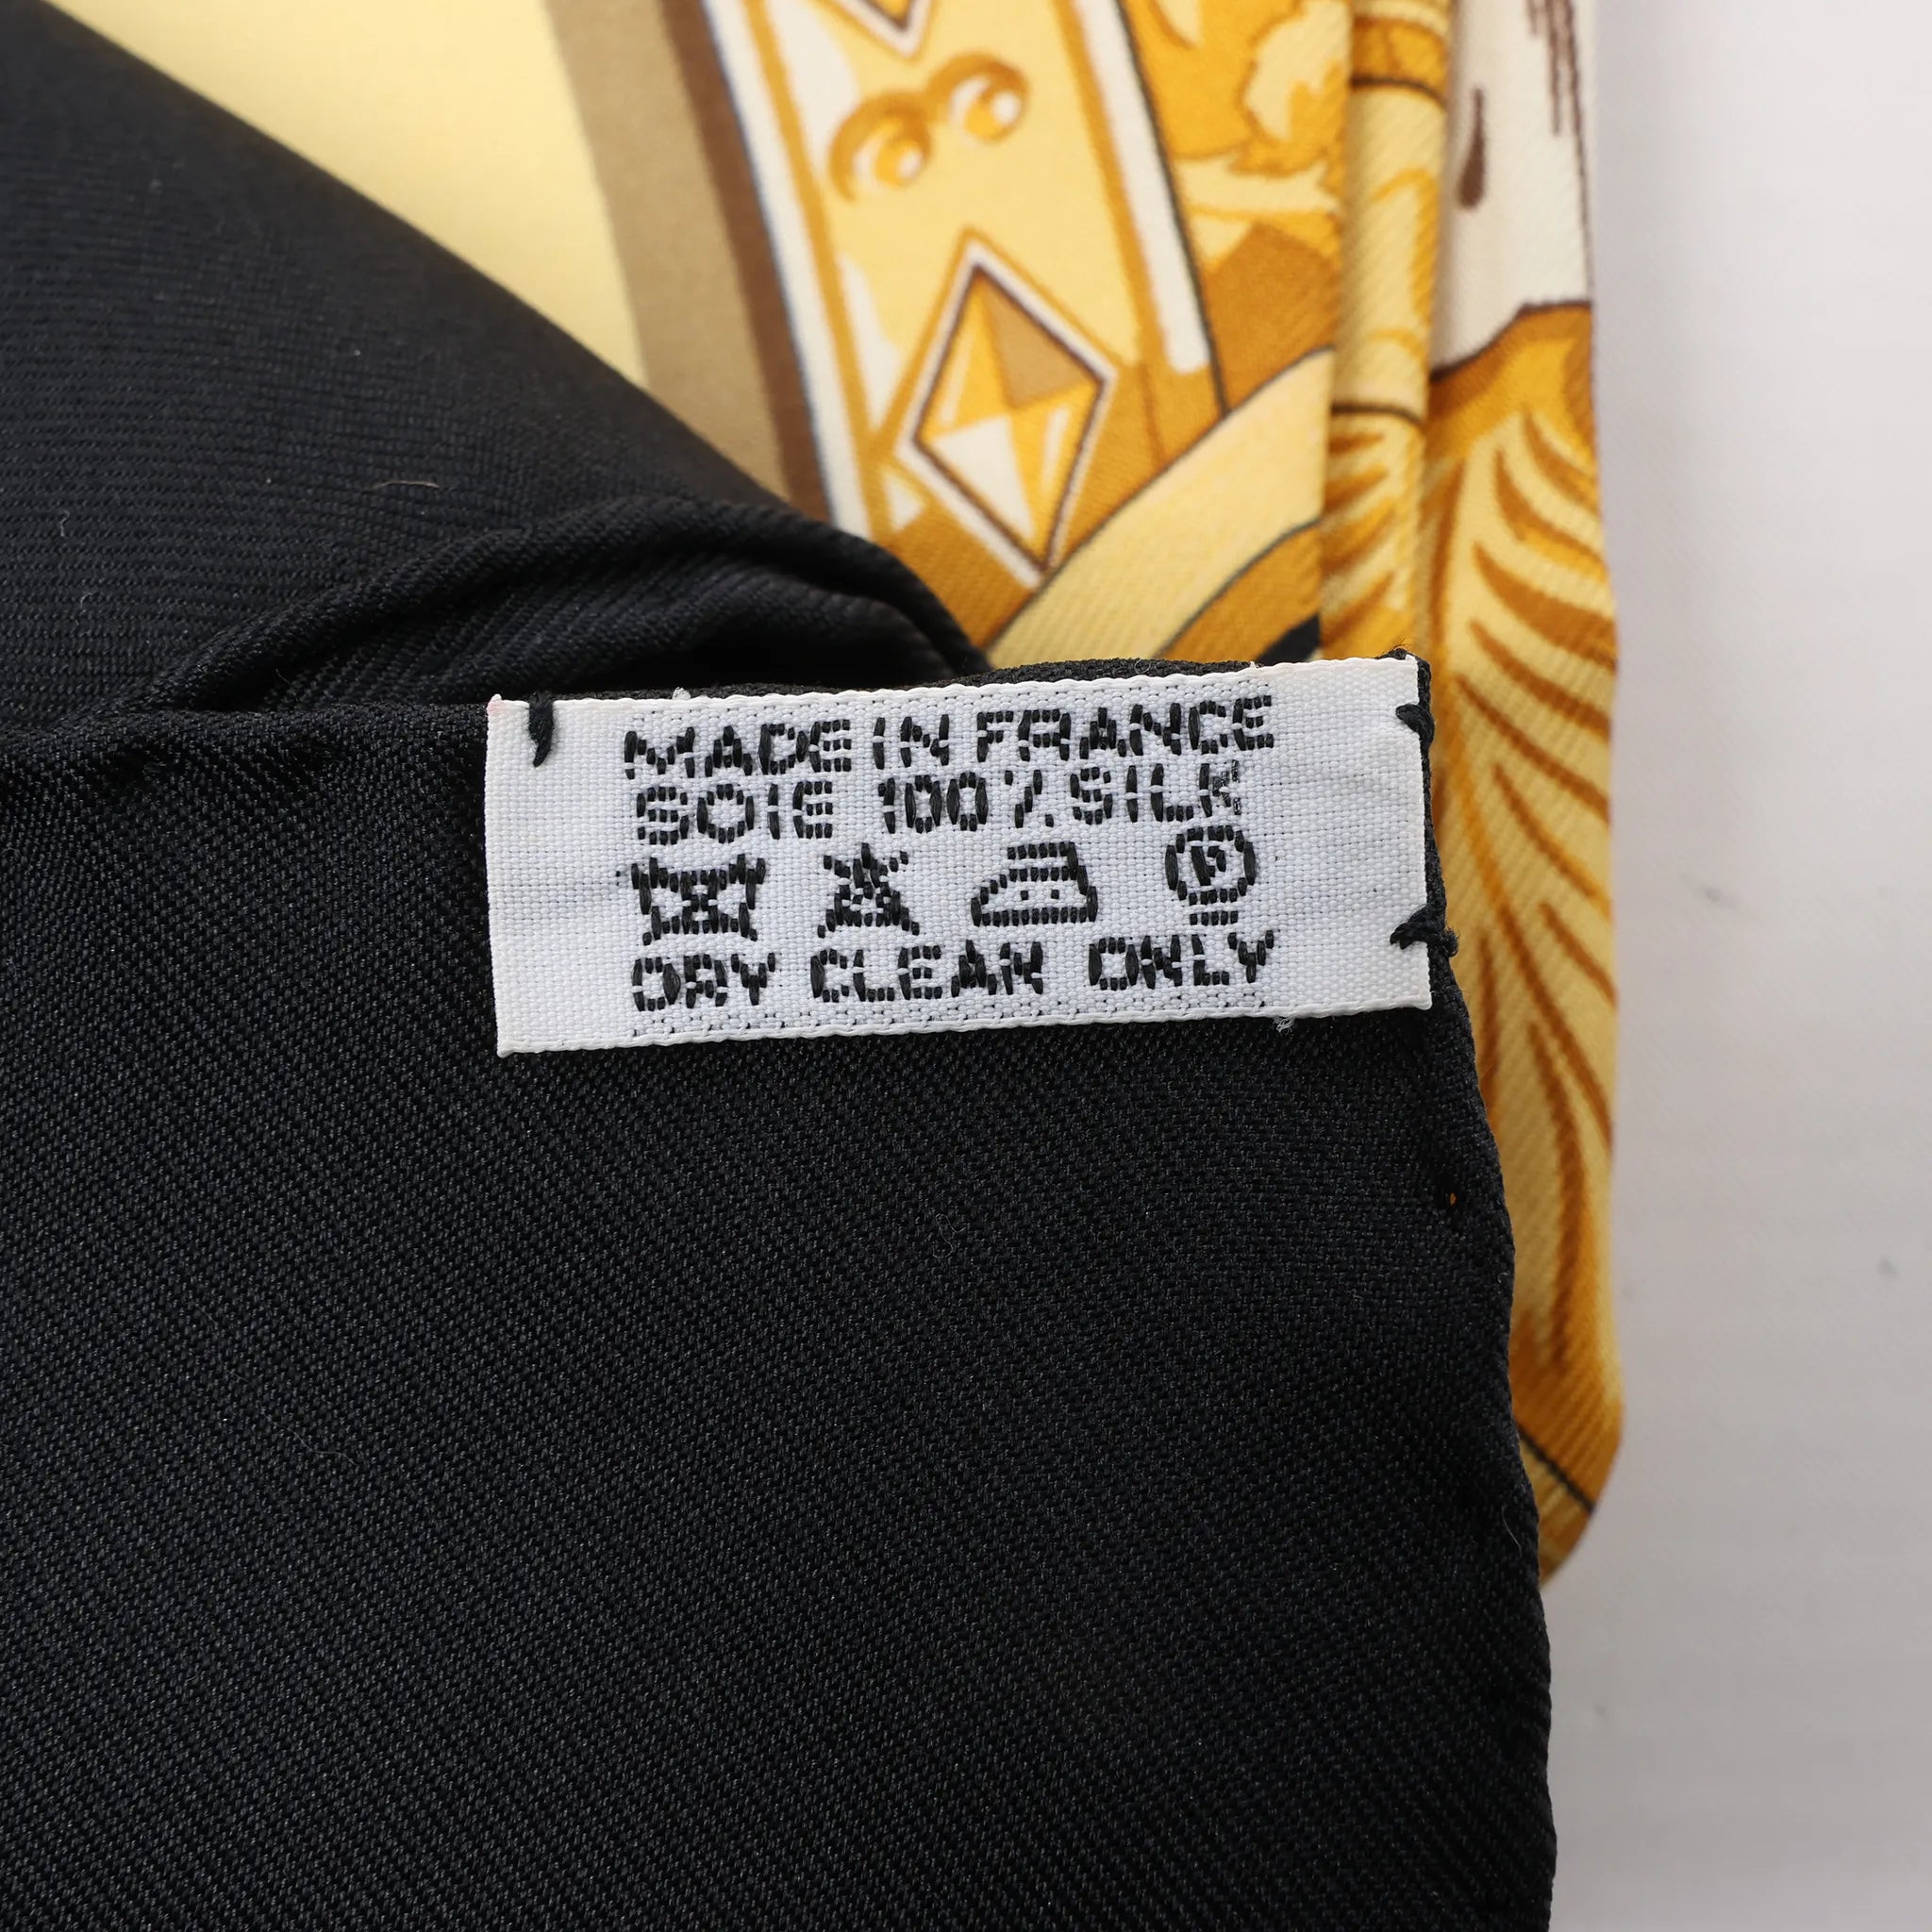 MADE IN FRANCE
SOIE 100% SILK
P
DRY CLEAN ONLY